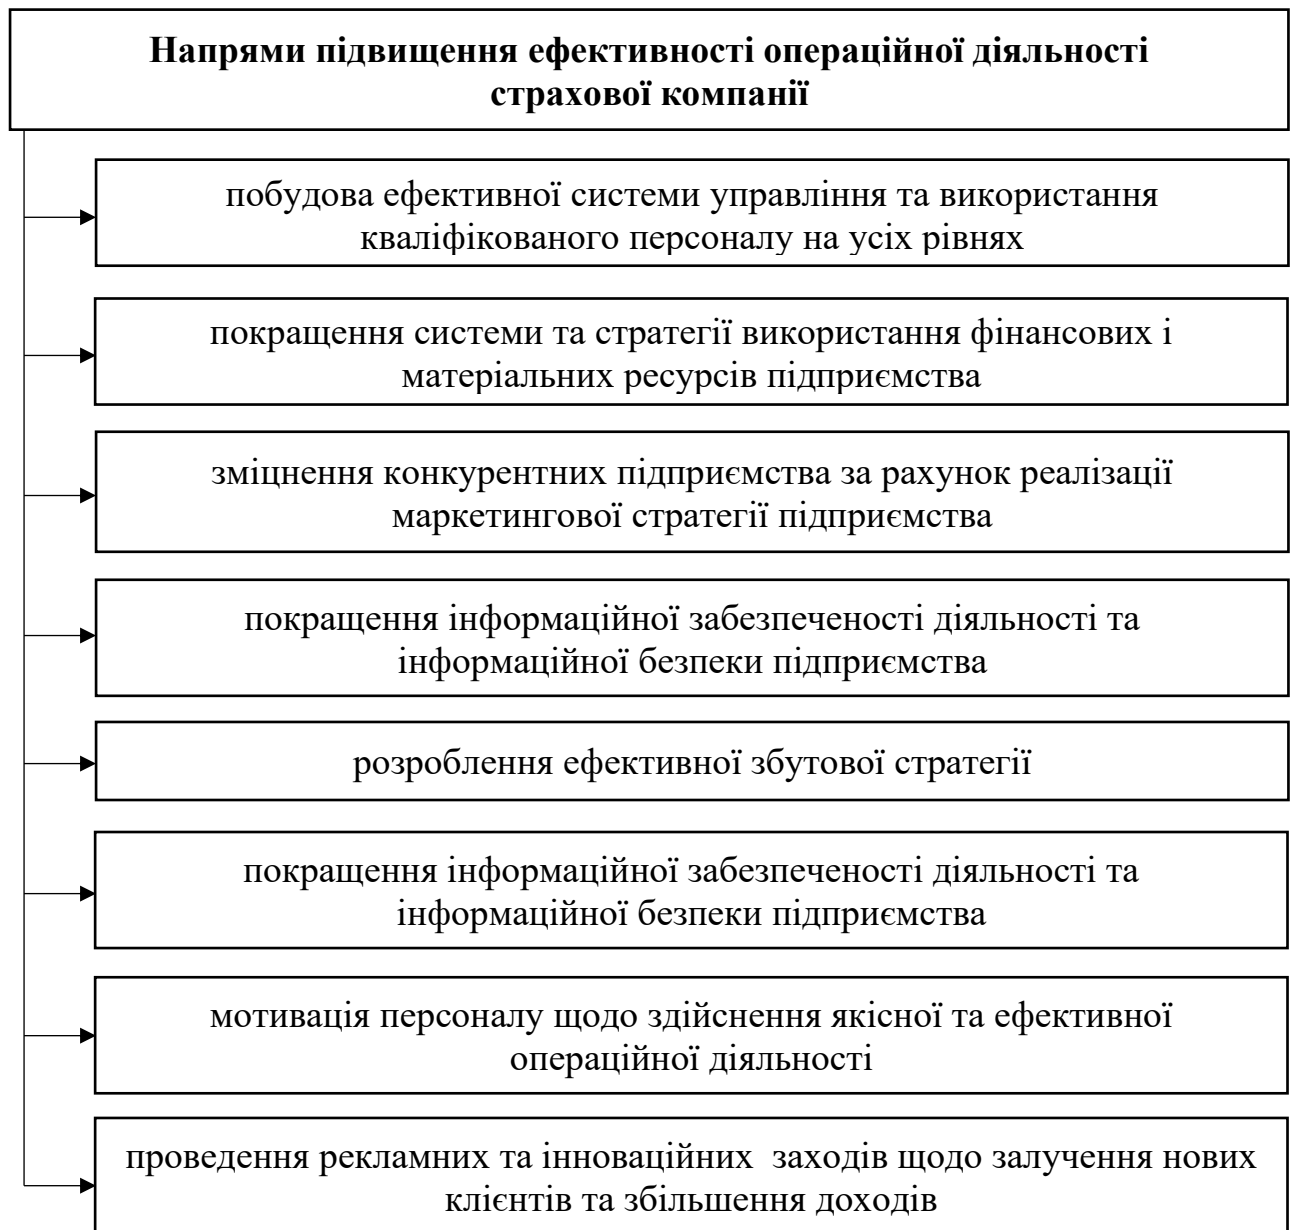 Напрями підвищення ефективності операційної діяльності
страхової компанії
побудова ефективної системи управління та використання
кваліфікованого персоналу на усіх рівнях
покращення системи та стратегії використання фінансових і
матеріальних ресурсів підприємства
зміцнення конкурентних підприємства за рахунок реалізації
маркетингової стратегії підприємства
покращення інформаційної забезпеченості діяльності та
інформаційної безпеки підприємства
розроблення ефективної збутової стратегії
покращення інформаційної забезпеченості діяльності та
інформаційної безпеки підприємства
мотивація персоналу щодо здійснення якісної та ефективної
операційної діяльності
проведення рекламних та інноваційних заходів щодо залучення нових
клієнтів та збільшення доходів